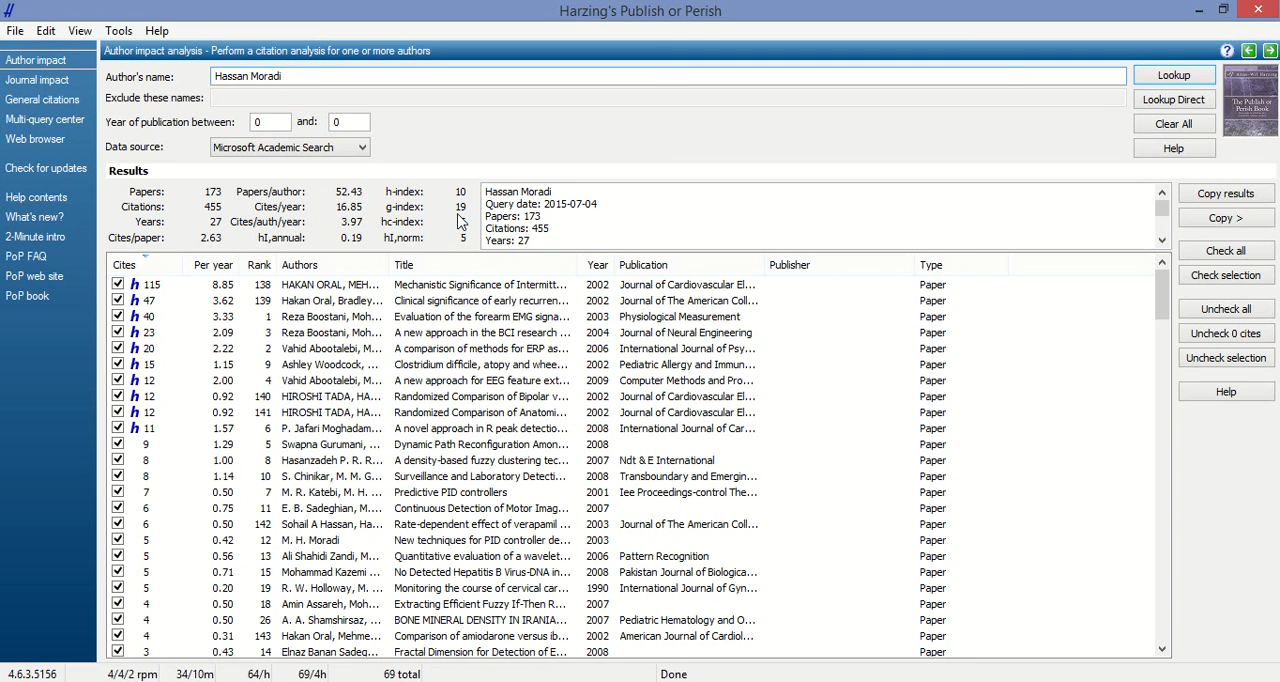 Harzing's Publish or Perish
File Edit View Tools Help
Author impact
Journal impact
General citations
Multi-query center
Web browser
Check for updates
Help contents
What's new?
2-Minute intro
PoP FAQ
PoP web site
PoP book
Author impact analysis - Perform a citation analysis for one or more authors
Author's name: Hassan Moradi Lookup
Exclude these names: Lookup Direct
Year of publication between: 0 and: 0 Clear All
Data source: Microsoft Academic Search Help
The Publish or Perish Book
Results
Papers: 173 Papers/author: 52.43 h-index: 10
Citations: 455 Cites/year: 16.85 g-index: 19
Years: 27 Cites/auth/year: 3.97 hc-index:
Cites/paper: 2.63 hI,annual: 0.19 hI,norm: 5
Hassan Moradi
Query date: 2015-07-04
Papers: 173
Citations: 455
Years: 27
Copy results
Copy >
Check all
Check selection
Uncheck all
Uncheck 0 cites
Uncheck selection
Help
Cites Per year Rank Authors Title Year Publication Publisher Type
h 115 8.85 138 HAKAN ORAL, MEH... Mechanistic Significance of Intermitt... 2002 Journal of Cardiovascular El... Paper
h 47 3.62 139 Hakan Oral, Bradley... Clinical significance of early recurren... 2002 Journal of The American Coll... Paper
h 40 3.33 1 Reza Boostani, Moh... Evaluation of the forearm EMG signa... 2003 Physiological Measurement Paper
h 23 2.09 3 Reza Boostani, Moh... A new approach in the BCI research ... 2004 Journal of Neural Engineering Paper
h 20 2.22 2 Vahid Abootalebi, M... A comparison of methods for ERP as... 2006 International Journal of Psy... Paper
h 15 1.15 9 Ashley Woodcock, ... Clostridium difficile, atopy and whee... 2002 Pediatric Allergy and Immun... Paper
h 12 2.00 4 Vahid Abootalebi, M... A new approach for EEG feature ext... 2009 Computer Methods and Pro... Paper
h 12 0.92 140 HIROSHI TADA, HA... Randomized Comparison of Bipolar v... 2002 Journal of Cardiovascular El... Paper
h 12 0.92 141 HIROSHI TADA, HA... Randomized Comparison of Anatomi... 2002 Journal of Cardiovascular El... Paper
h 11 1.57 6 P. Jafari Moghadam... A novel approach in R peak detectio... 2008 International Journal of Car... Paper
9 1.29 5 Swapna Gurumani, ... Dynamic Path Reconfiguration Amon... 2008 Paper
8 1.00 8 Hasanzadeh P. R. R... A density-based fuzzy clustering tec... 2007 Ndt & E International Paper
8 1.14 10 S. Chinikar, M. M. G... Surveillance and Laboratory Detecti... 2008 Transboundary and Emergin... Paper
7 0.50 7 M. R. Katebi, M. H. ... Predictive PID controllers 2001 Iee Proceedings-control The... Paper
6 0.75 11 E. B. Sadeghian, M.... Continuous Detection of Motor Imag... 2007 Paper
6 0.50 142 Sohail A Hassan, Ha... Rate-dependent effect of verapamil ... 2003 Journal of The American Coll... Paper
5 0.42 12 M. H. Moradi New techniques for PID controller de... 2003 Paper
5 0.56 13 Ali Shahidi Zandi, M... Quantitative evaluation of a wavelet... 2006 Pattern Recognition Paper
5 0.71 15 Mohammad Kazemi ... No Detected Hepatitis B Virus-DNA in... 2008 Pakistan Journal of Biologica... Paper
5 0.20 19 R. W. Holloway, M. ... Monitoring the course of cervical car... 1990 International Journal of Gyn... Paper
4 0.50 18 Amin Assareh, Moh... Extracting Efficient Fuzzy If-Then R... 2007 Paper
4 0.50 26 A. A. Shamshirsaz, ... BONE MINERAL DENSITY IN IRANIA... 2007 Pediatric Hematology and O... Paper
4 0.31 143 Hakan Oral, Mehme... Comparison of amiodarone versus ib... 2002 American Journal of Cardiol... Paper
3 0.43 14 Elnaz Banan Sadeg... Fractal Dimension for Detection of E... 2008 Paper
4.6.3.5156 4/4/2 rpm 34/10m 64/h 69/4h 69 total Done